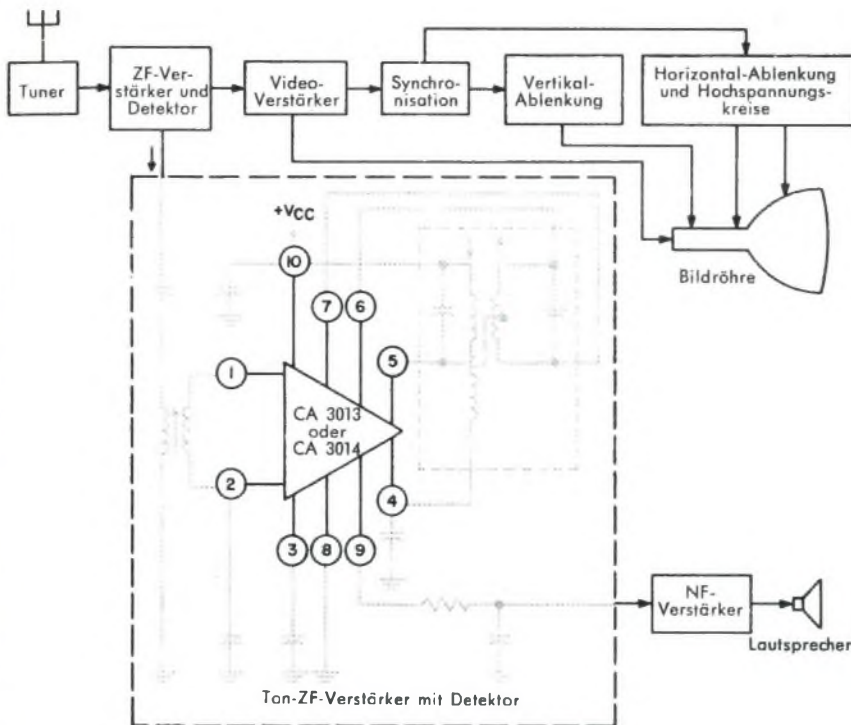 Tuner
ZF-Ver-
stärker und
Detektor
Video-
Verstärker
Synchro-
nisation
Vertikal-
Ablenkung
Horizontal-Ablenkung
und Hochspannungs-
kreise
Bildröhre
+VCC
10
7
6
5
1
CA 3013
oder
CA 3014
2
4
3
8
9
NF-
Verstärker
Lautsprecher
Ton-ZF-Verstärker mit Detektor